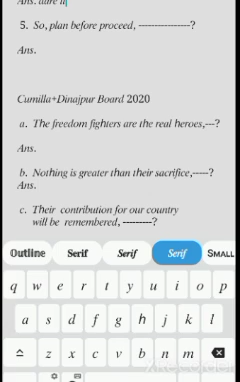 Ans. dare u
5. So, plan before proceed, ----------------?
Ans.
Cumilla+Dinajpur Board 2020
a. The freedom fighters are the real heroes,---?
Ans.
b. Nothing is greater than their sacrifice,-----?
Ans.
c. Their contribution for our country
will be remembered, ---------?
Outline Serif Serif Serif SMALL
q w e r t y u i o p
a s d f g h j k l
z x c v b n m